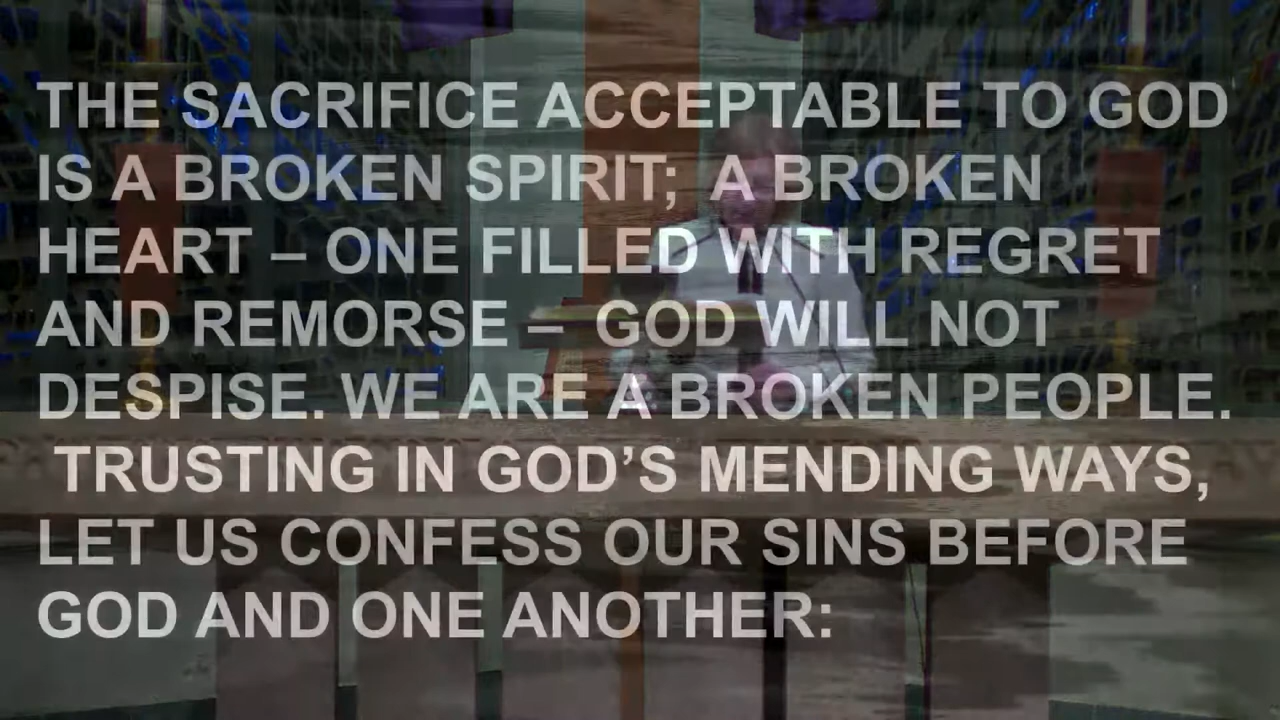 THE SACRIFICE ACCEPTABLE TO GOD
IS A BROKEN SPIRIT; A BROKEN
HEART – ONE FILLED WITH REGRET
AND REMORSE – GOD WILL NOT
DESPISE. WE ARE A BROKEN PEOPLE.
TRUSTING IN GOD’S MENDING WAYS,
LET US CONFESS OUR SINS BEFORE
GOD AND ONE ANOTHER: